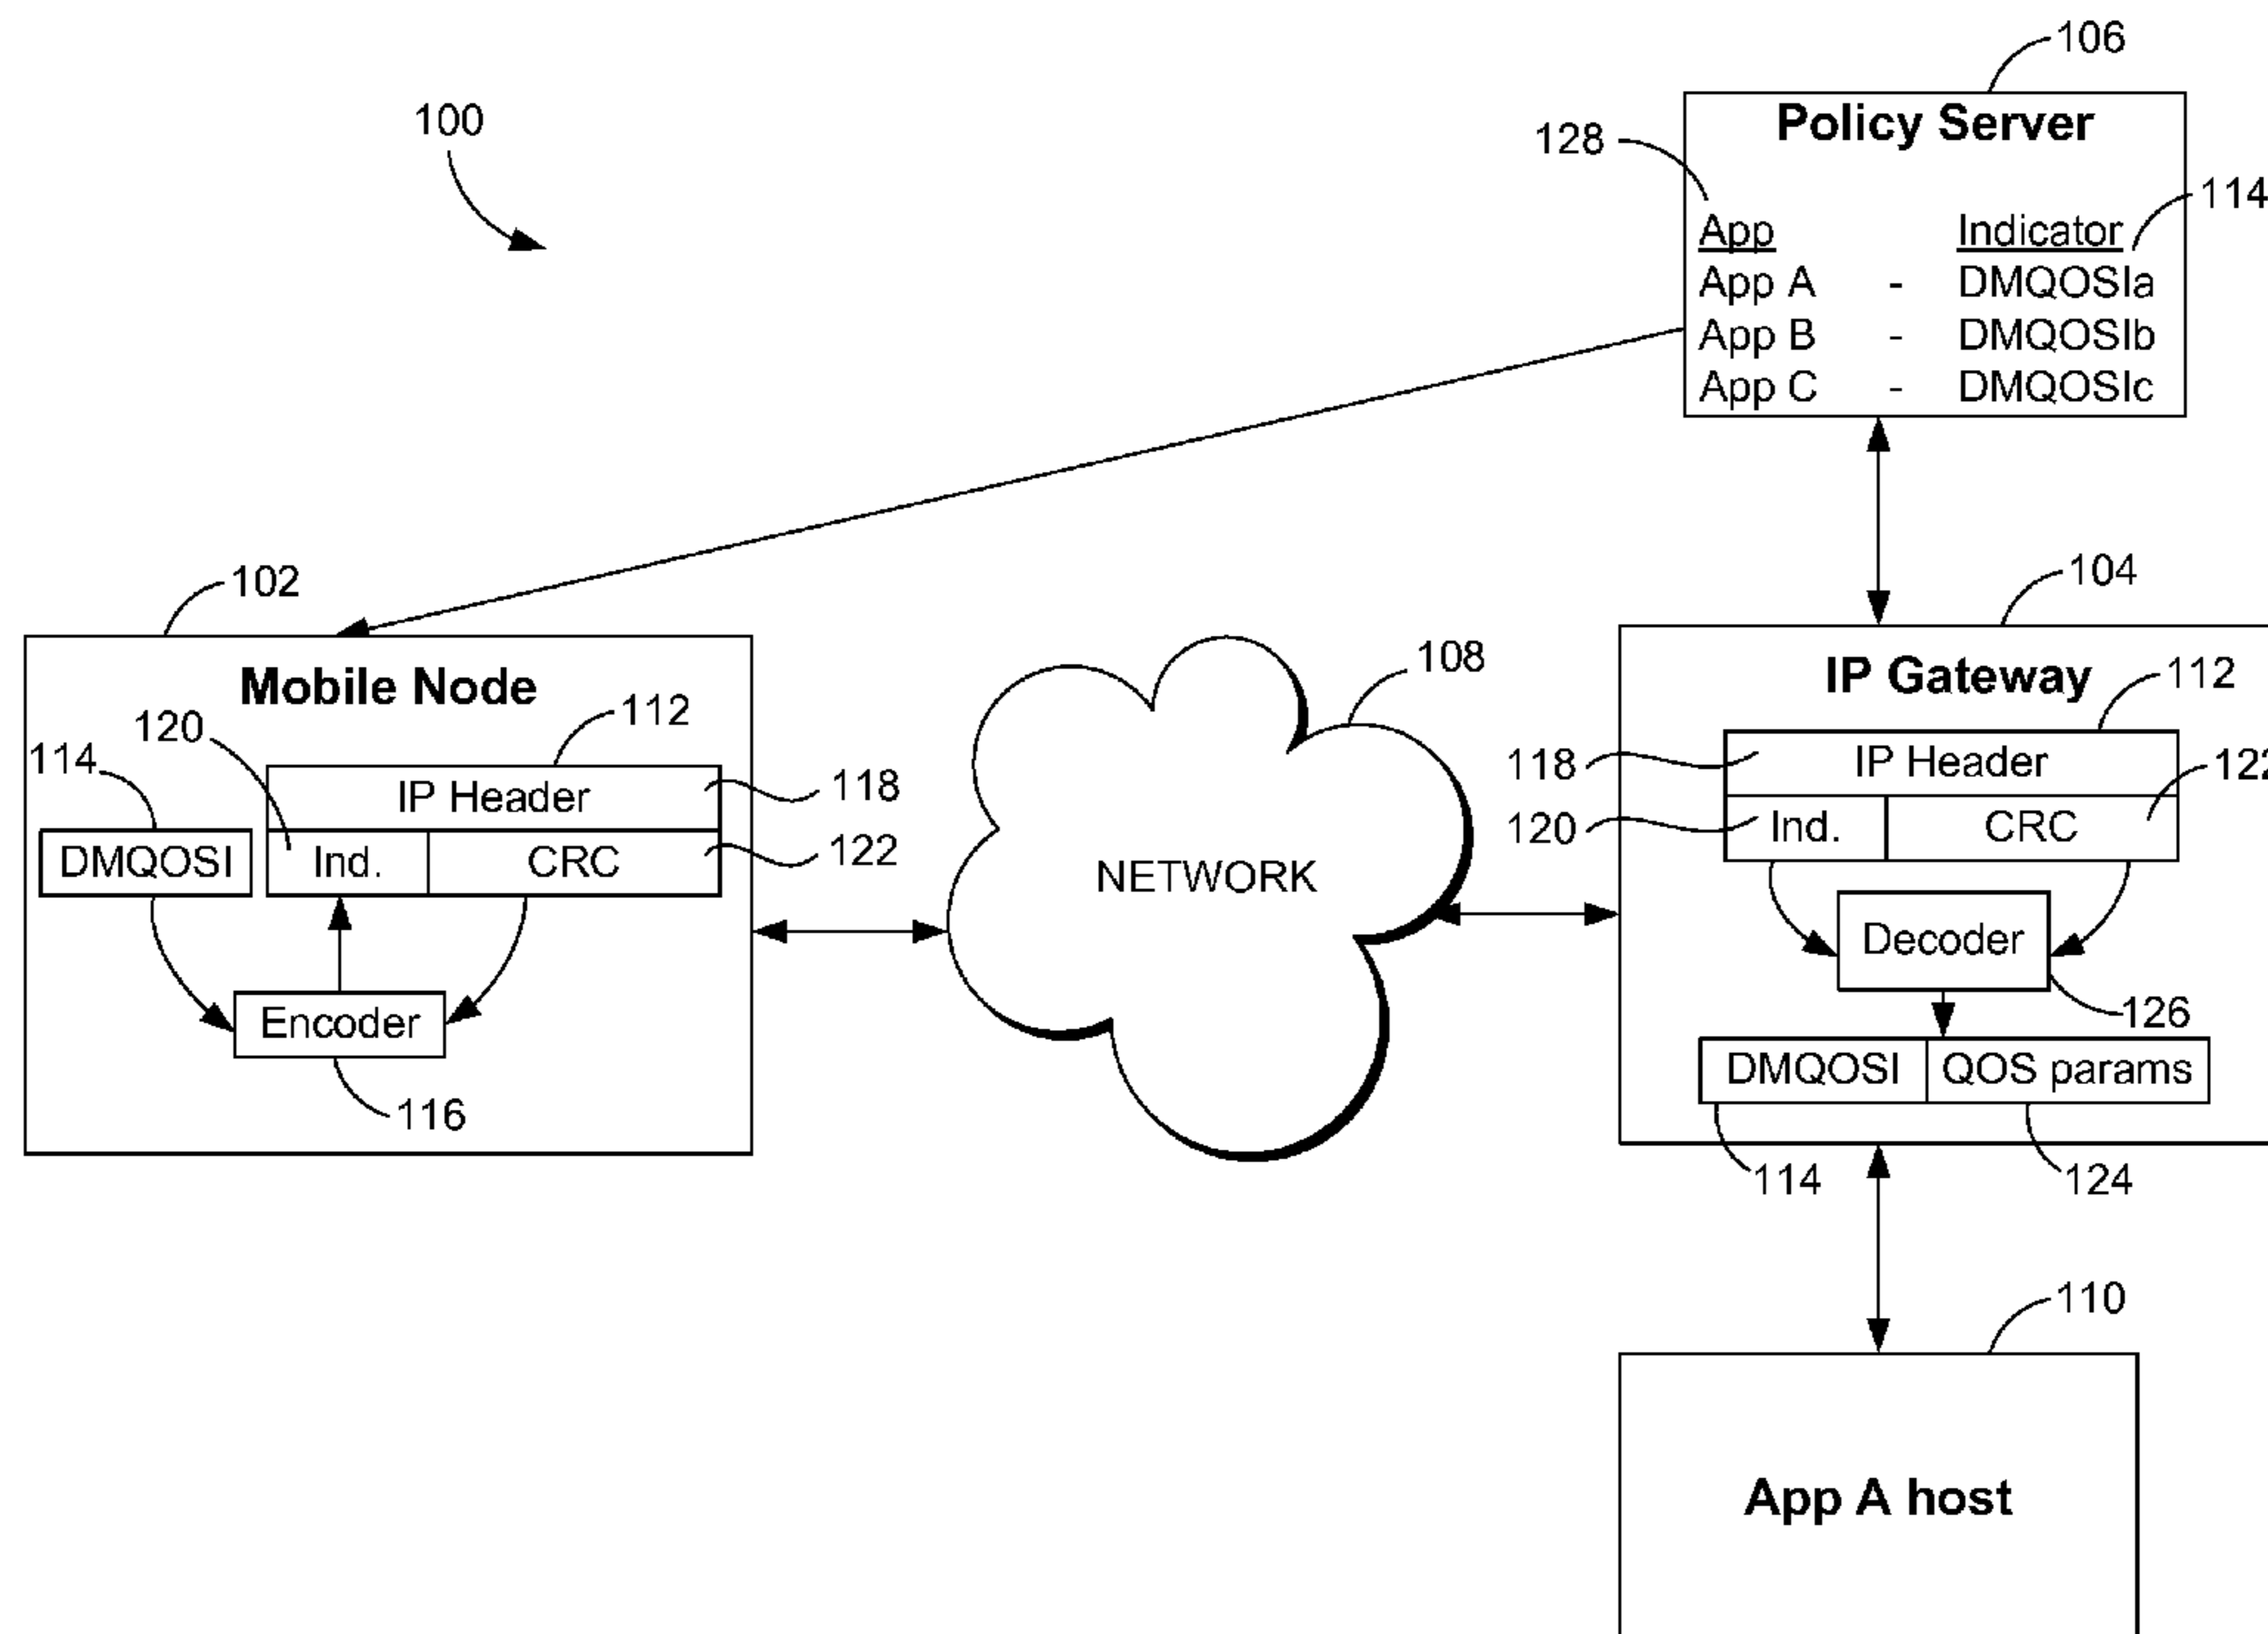 106
100
Policy Server
128
114
App Indicator
App A - DMQOSIa
App B - DMQOSIb
App C - DMQOSIc
102
104
Mobile Node
108
IP Gateway
112
120
112
114
IP Header
118
118
IP Header
122
DMQOSI
Ind.
CRC
122
120
Ind.
CRC
NETWORK
Decoder
Encoder
126
116
DMQOSI
QOS params
114
124
110
App A host